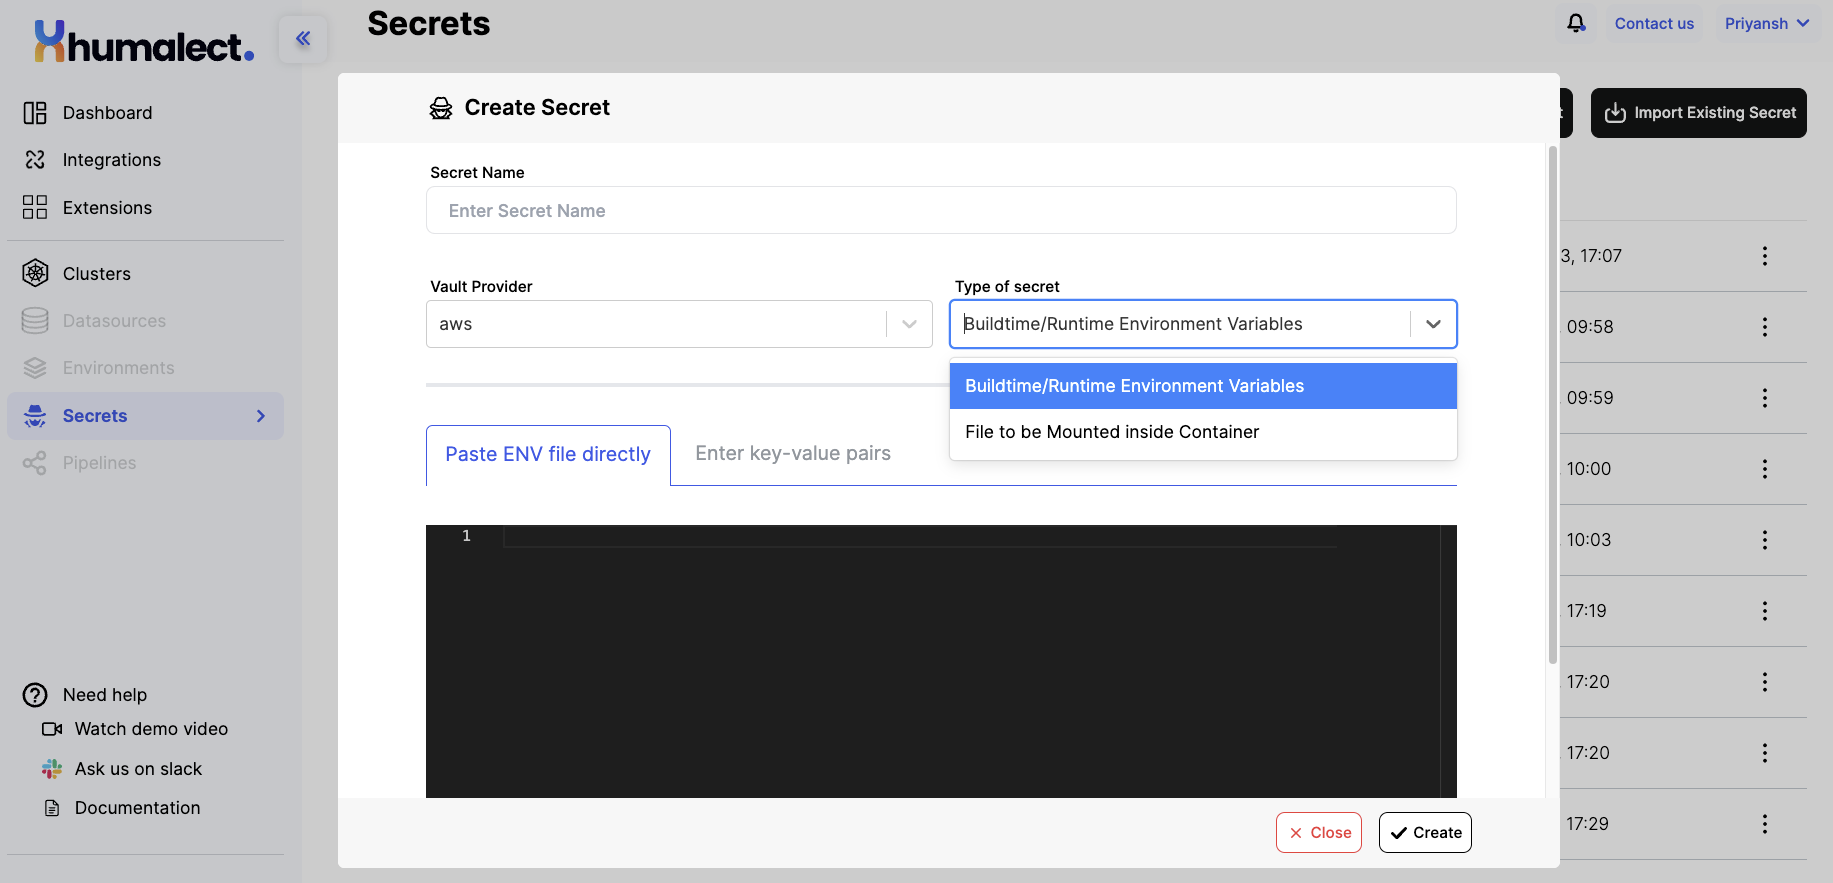 humalect.
Secrets
Contact us
Priyansh
Dashboard
Integrations
Extensions
Clusters
Datasources
Environments
Secrets
Pipelines
Need help
Watch demo video
Ask us on slack
Documentation
Import Existing Secret
Create Secret
Secret Name
Enter Secret Name
Vault Provider
Type of secret
aws
Buildtime/Runtime Environment Variables
Buildtime/Runtime Environment Variables
File to be Mounted inside Container
Paste ENV file directly
Enter key-value pairs
1
3, 17:07
09:58
09:59
10:00
10:03
17:19
17:20
17:20
17:29
Close
Create